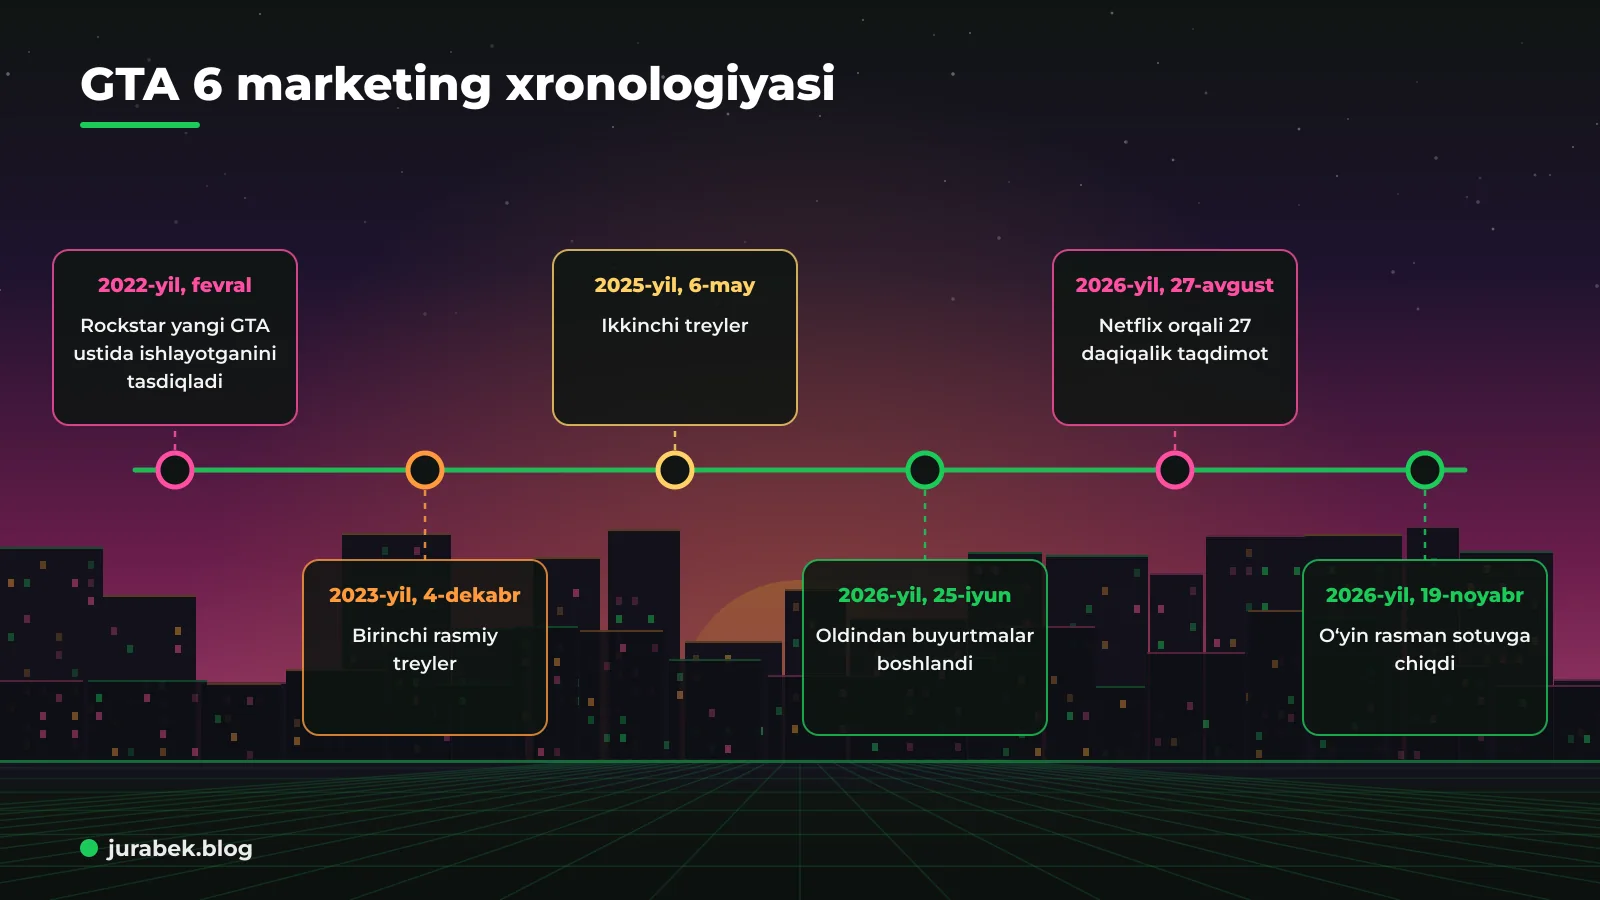 GTA 6 marketing xronologiyasi
2022-yil, fevral
Rockstar yangi GTA
ustida ishlayotganini
tasdiqladi
2023-yil, 4-dekabr
Birinchi rasmiy
treyler
2025-yil, 6-may
Ikkinchi treyler
2026-yil, 25-iyun
Oldindan buyurtmalar
boshlandi
2026-yil, 27-avgust
Netflix orqali 27
daqiqalik taqdimot
2026-yil, 19-noyabr
Oʻyin rasman sotuvga
chiqdi
jurabek.blog